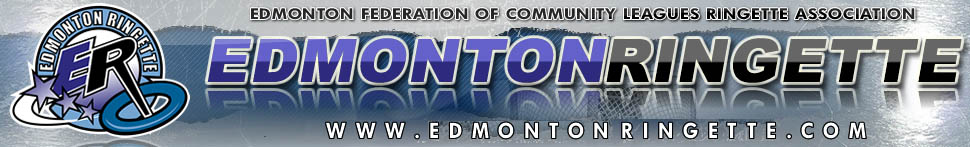 EDMONTON RINGETTE
ER
EDMONTON FEDERATION OF COMMUNITY LEAGUES RINGETTE ASSOCIATION
EDMONTONRINGETTE
WWW.EDMONTONRINGETTE.COM